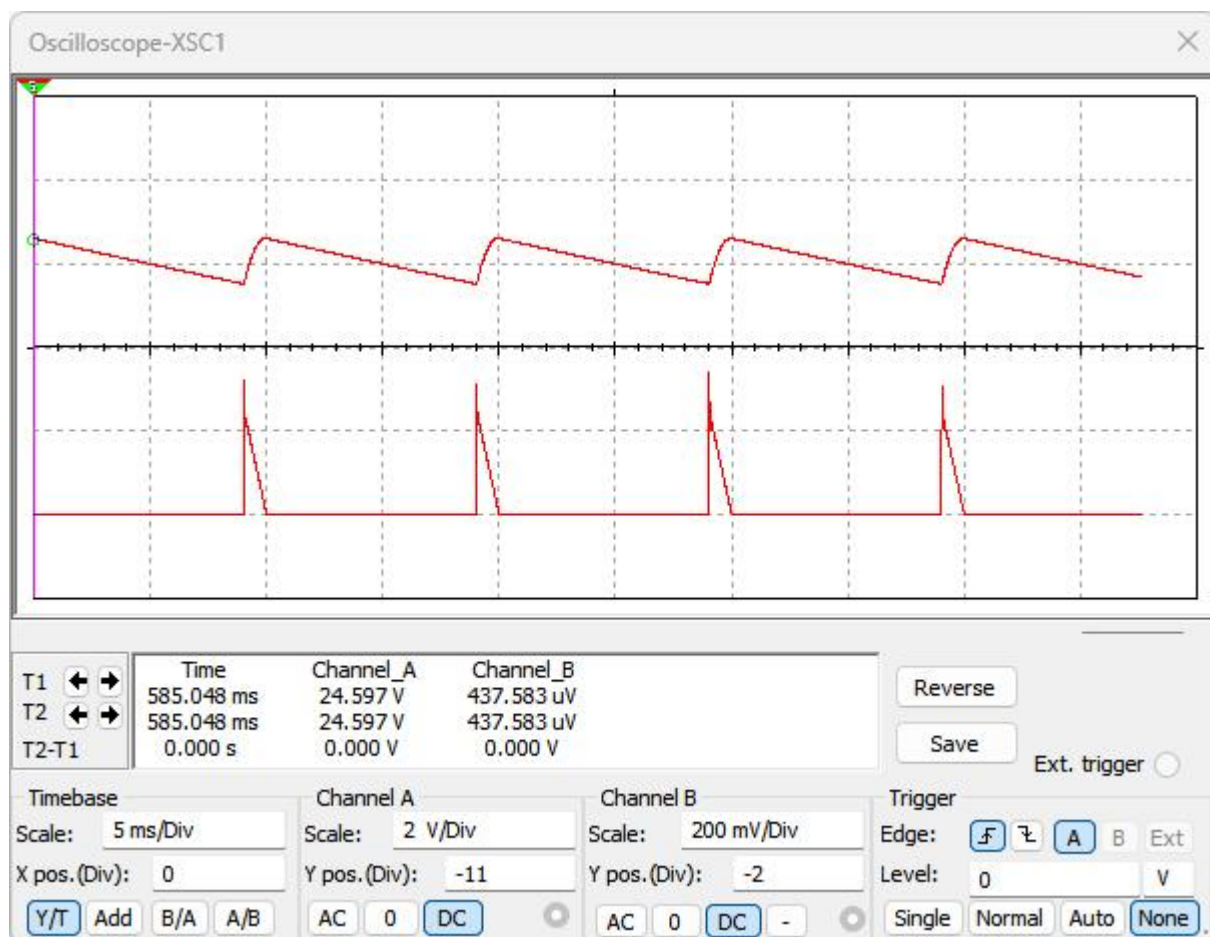 Oscilloscope-XSC1
Time Channel_A Channel_B
T1 585.048 ms 24.597 V 437.583 uV
T2 585.048 ms 24.597 V 437.583 uV
T2-T1 0.000 s 0.000 V 0.000 V
Reverse
Save
Ext. trigger
Timebase
Scale: 5 ms/Div
X pos.(Div): 0
Y/T Add B/A A/B
Channel A
Scale: 2 V/Div
Y pos.(Div): -11
AC 0 DC
Channel B
Scale: 200 mV/Div
Y pos.(Div): -2
AC 0 DC -
Trigger
Edge: A B Ext
Level: 0 V
Single Normal Auto None